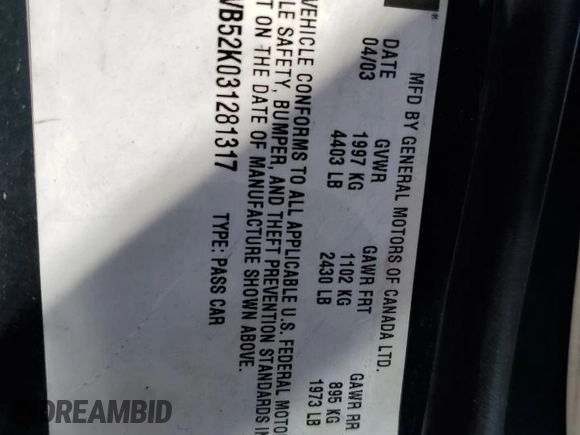 ®
MFD BY GENERAL MOTORS OF CANADA LTD.
DATE GVWR GAWR FRT GAWR RR
04/03 1997 KG 1102 KG 895 KG
4403 LB 2430 LB 1973 LB
VEHICLE CONFORMS TO ALL APPLICABLE U.S. FEDERAL
SAFETY, BUMPER, AND THEFT PREVENTION STANDARDS
ON THE DATE OF MANUFACTURE SHOWN ABOVE.
WB52K031281317 TYPE: PASS CAR
DREAMBID